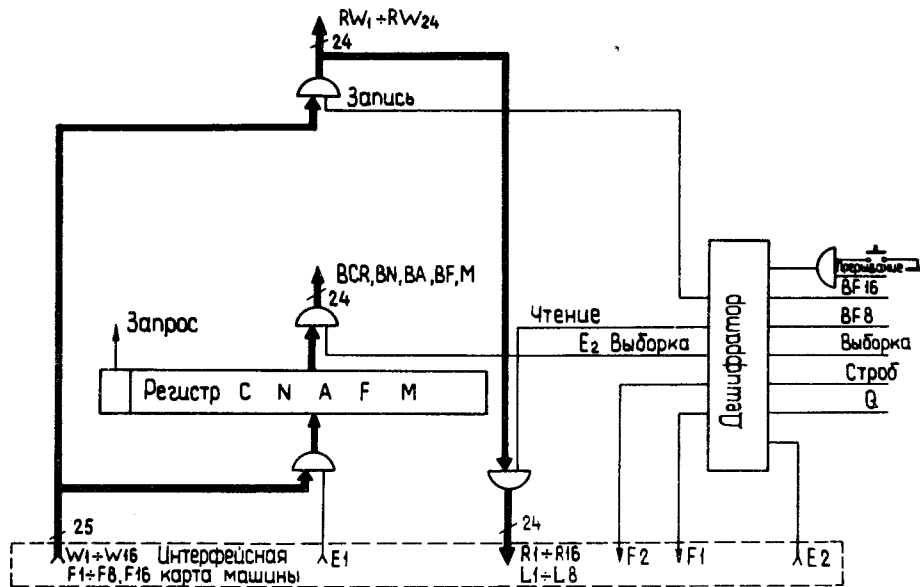 RW1÷RW24
24
Запись
BCR,BN,BA,BF,M
24
Запрос
Регистр C N A F M
Чтение
E2 Выборка
Дешифратор
Прерывание
BF16
BF8
Выборка
Строб
Q
25
24
W1÷W16 Интерфейсная
F1÷F8,F16 карта машины
E1
R1÷R16
L1÷L8
F2
F1
E2